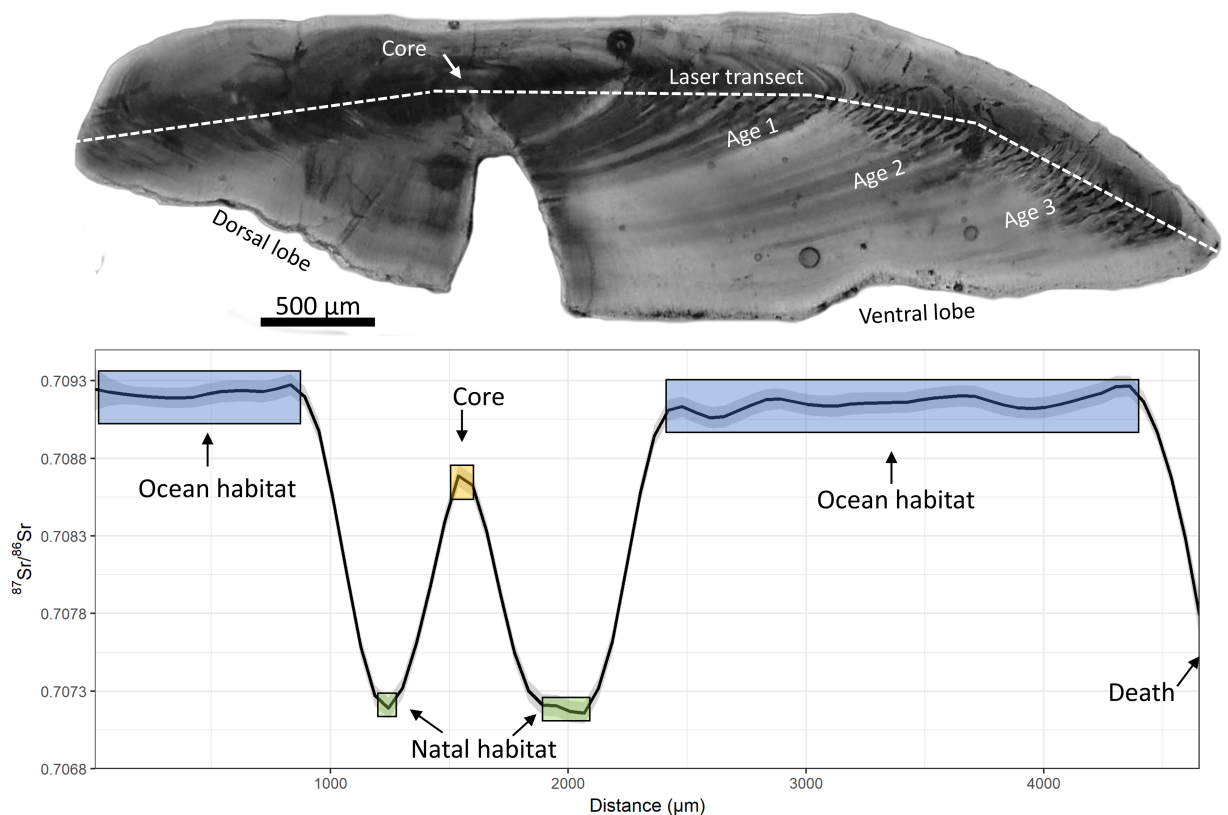 Core
Laser transect
Age 1
Age 2
Age 3
Dorsal lobe
500 µm
Ventral lobe
0.7093
0.7088
0.7083
0.7078
0.7073
0.7068
⁸⁷Sr/⁸⁶Sr
Core
Ocean habitat
Ocean habitat
Natal habitat
Death
1000
2000
3000
4000
Distance (µm)